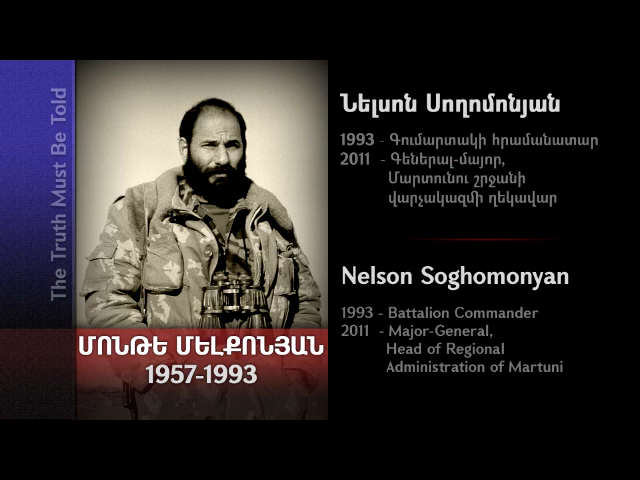 The Truth Must Be Told
ՄՈՆԹԵ ՄԵԼՔՈՆՅԱՆ
1957-1993
Նելսոն Սողոմոնյան
1993 - Գումարտակի հրամանատար
2011 - Գեներալ-մայոր,
Մարտունու շրջանի
վարչակազմի ղեկավար
Nelson Soghomonyan
1993 - Battalion Commander
2011 - Major-General,
Head of Regional
Administration of Martuni